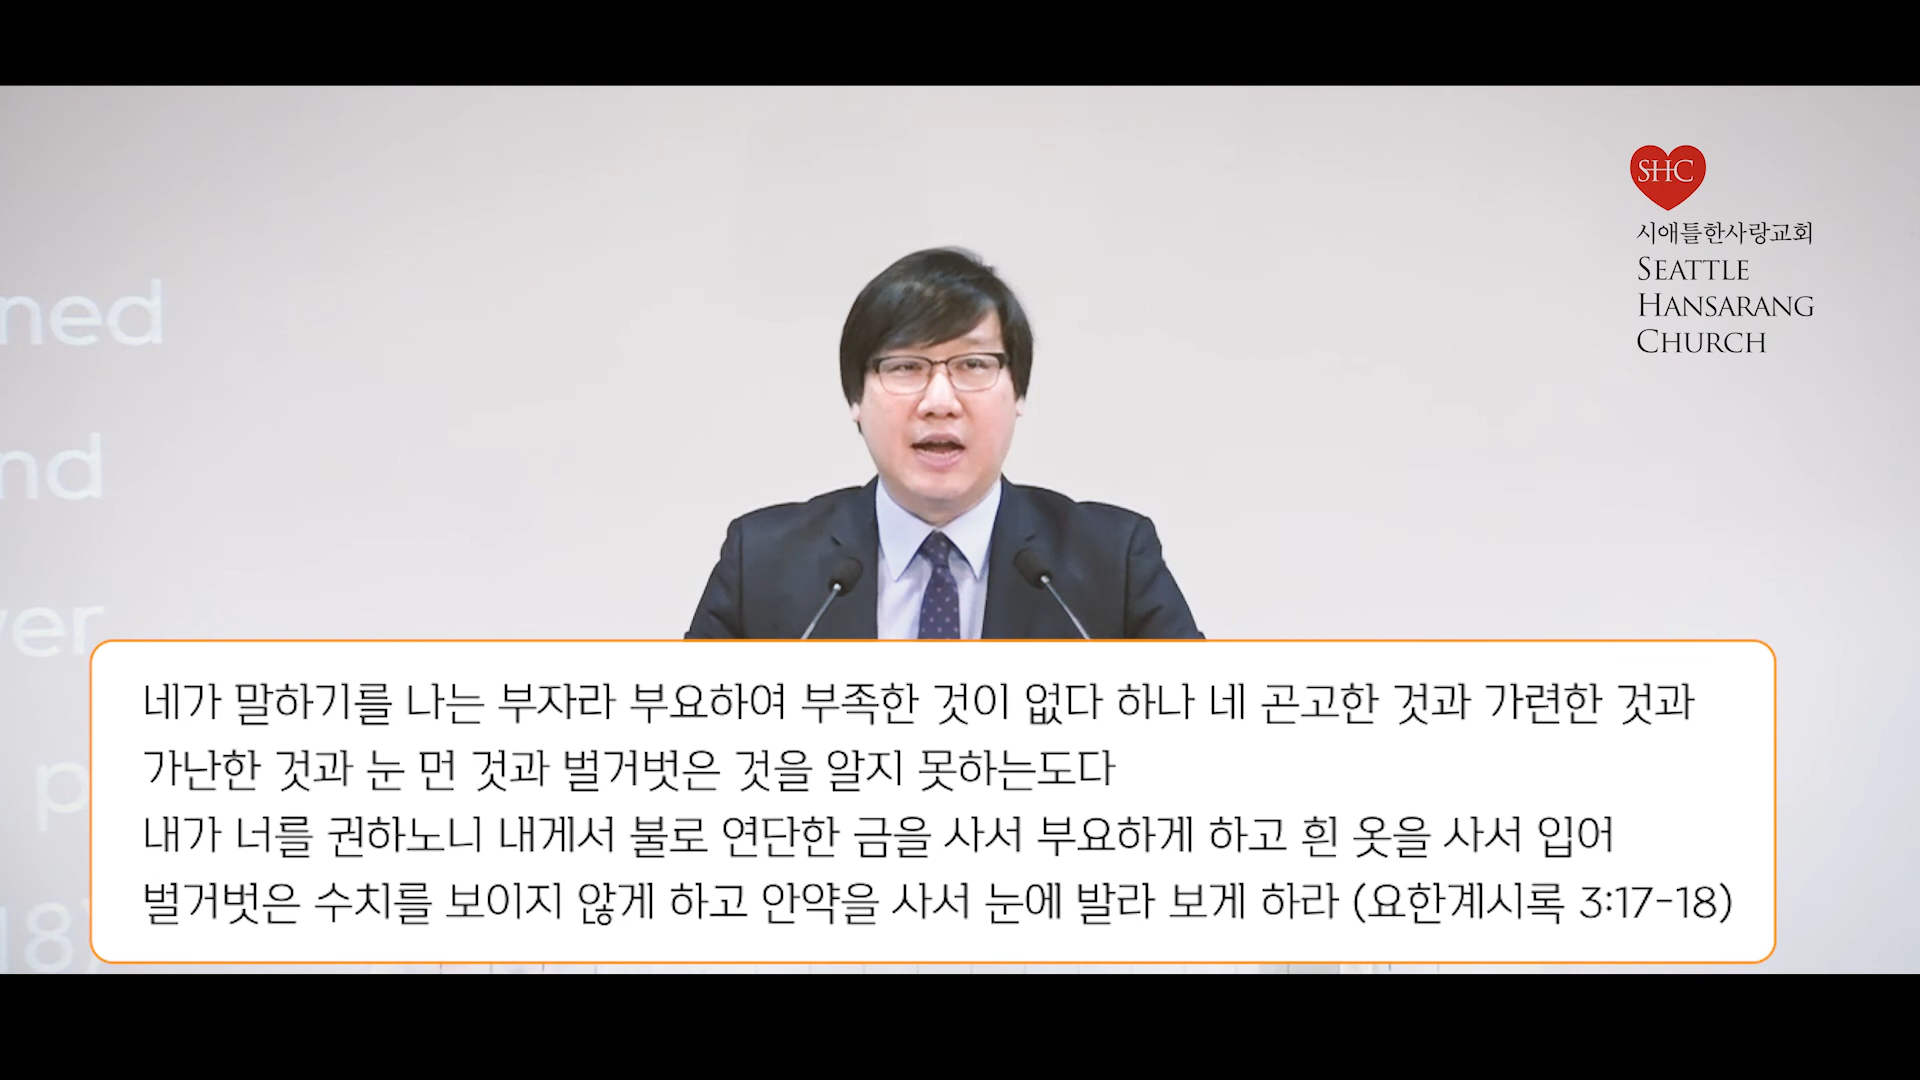 SHC
시애틀한사랑교회
SEATTLE
HANSARANG
CHURCH
ned
nd
ver
p
18)
네가 말하기를 나는 부자라 부요하여 부족한 것이 없다 하나 네 곤고한 것과 가련한 것과
가난한 것과 눈 먼 것과 벌거벗은 것을 알지 못하는도다
내가 너를 권하노니 내게서 불로 연단한 금을 사서 부요하게 하고 흰 옷을 사서 입어
벌거벗은 수치를 보이지 않게 하고 안약을 사서 눈에 발라 보게 하라 (요한계시록 3:17-18)